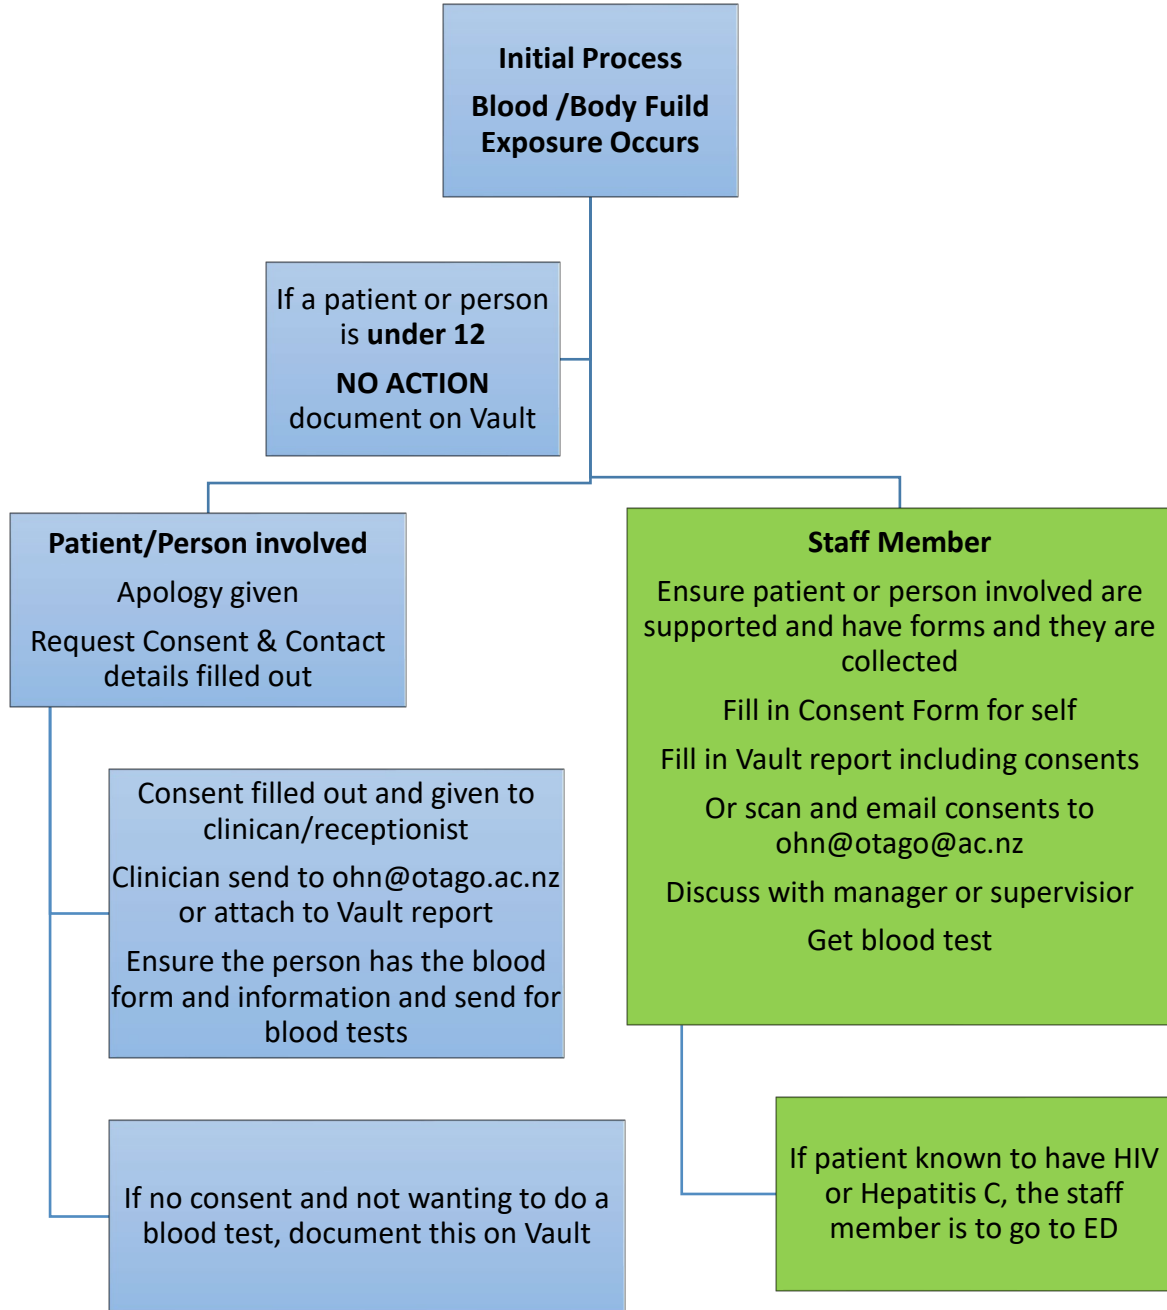 Initial Process
Blood /Body Fuild
Exposure Occurs
If a patient or person
is under 12
NO ACTION
document on Vault
Patient/Person involved
Apology given
Request Consent & Contact
details filled out
Consent filled out and given to
clinican/receptionist
Clinician send to ohn@otago.ac.nz
or attach to Vault report
Ensure the person has the blood
form and information and send for
blood tests
If no consent and not wanting to do a
blood test, document this on Vault
Staff Member
Ensure patient or person involved are
supported and have forms and they are
collected
Fill in Consent Form for self
Fill in Vault report including consents
Or scan and email consents to
ohn@otago@ac.nz
Discuss with manager or supervisior
Get blood test
If patient known to have HIV
or Hepatitis C, the staff
member is to go to ED